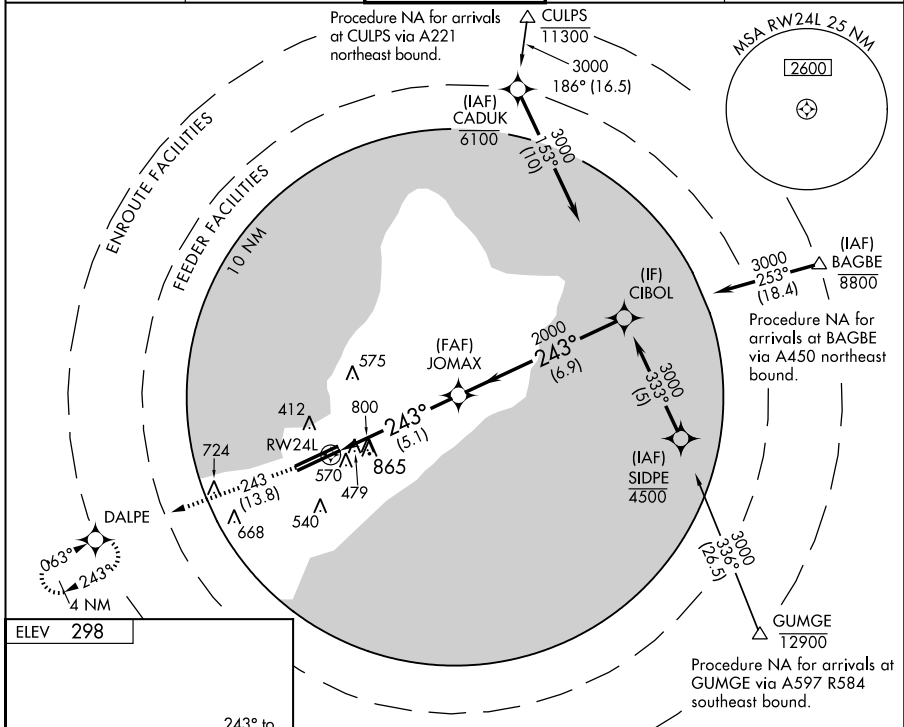 Procedure NA for arrivals
at CULPS via A221
northeast bound.
CULPS
11300
3000
186° (16.5)
MSA RW24L 25 NM
2600
(IAF)
CADUK
6100
3000
153°
(10)
ENROUTE FACILITIES
FEEDER FACILITIES
10 NM
(IAF)
BAGBE
8800
3000
253°
(18.4)
Procedure NA for
arrivals at BAGBE
via A450 northeast
bound.
(IF)
CIBOL
2000
243°
(6.9)
(FAF)
JOMAX
3000
333°
(5)
575
412
800
243°
(5.1)
724
RW24L
570
865
479
243
(13.8)
668
540
(IAF)
SIDPE
4500
DALPE
063°
243°
4 NM
3000
336°
(26.5)
GUMGE
12900
Procedure NA for arrivals at
GUMGE via A597 R584
southeast bound.
ELEV 298
243° to